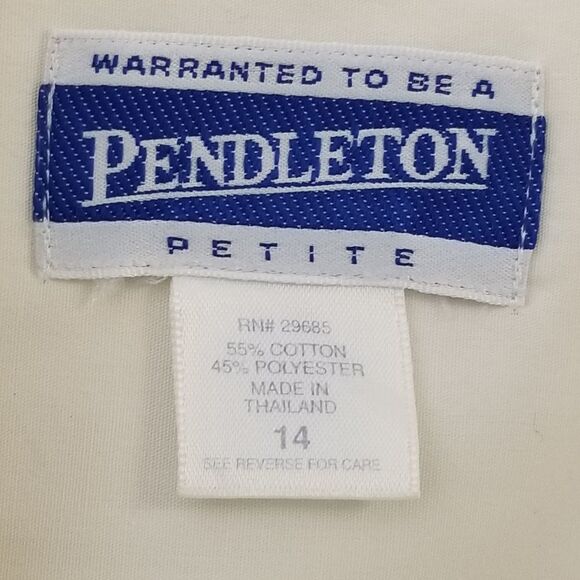 WARRANTED TO BE A
PENDLETON
PETITE
RN# 29685
55% COTTON
45% POLYESTER
MADE IN
THAILAND
14
SEE REVERSE FOR CARE